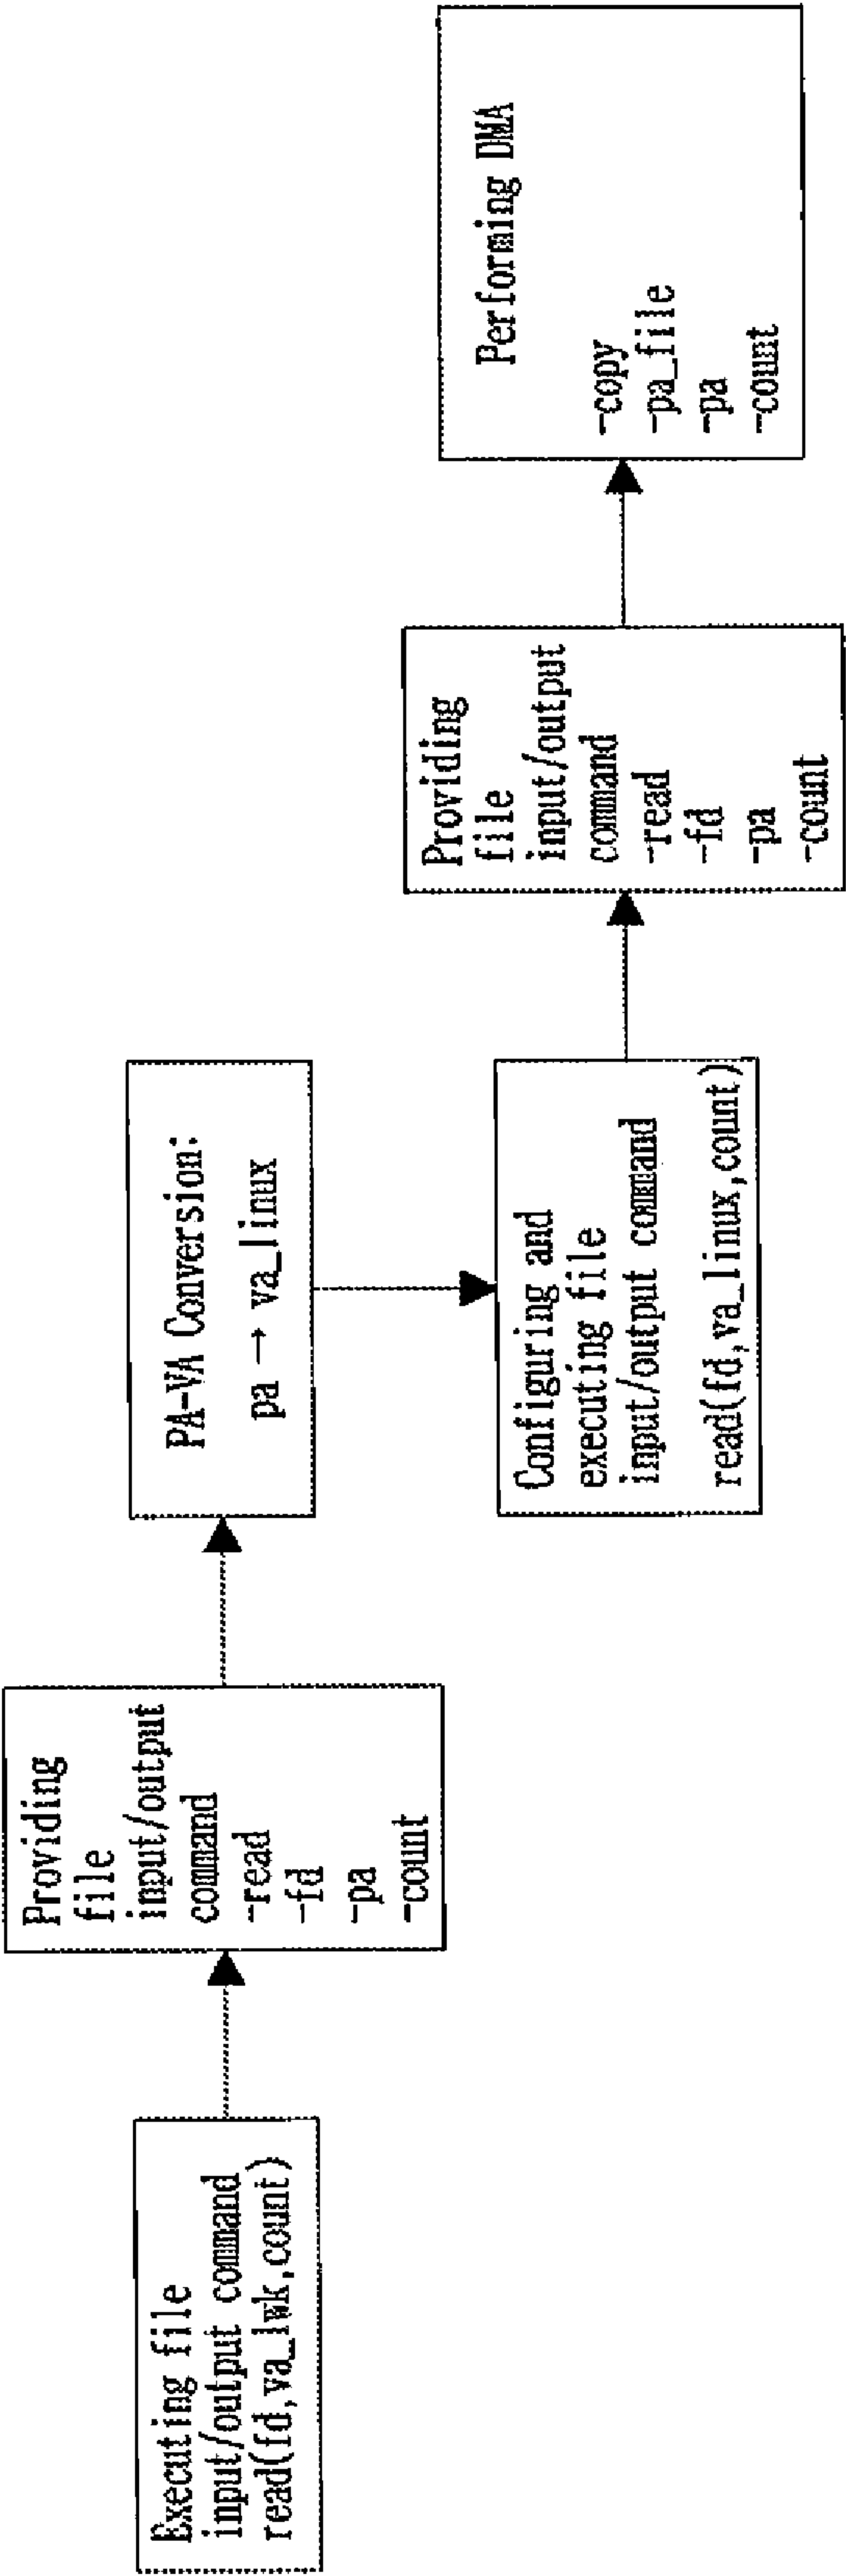 Executing file
input/output command
read(fd,va_lwk,count)
Providing
file
input/output
command
-read
-fd
-pa
-count
PA-VA Conversion:
pa → va_linux
Configuring and
executing file
input/output command
read(fd,va_linux,count)
Providing
file
input/output
command
-read
-fd
-pa
-count
Performing DMA
-copy
-pa_file
-pa
-count